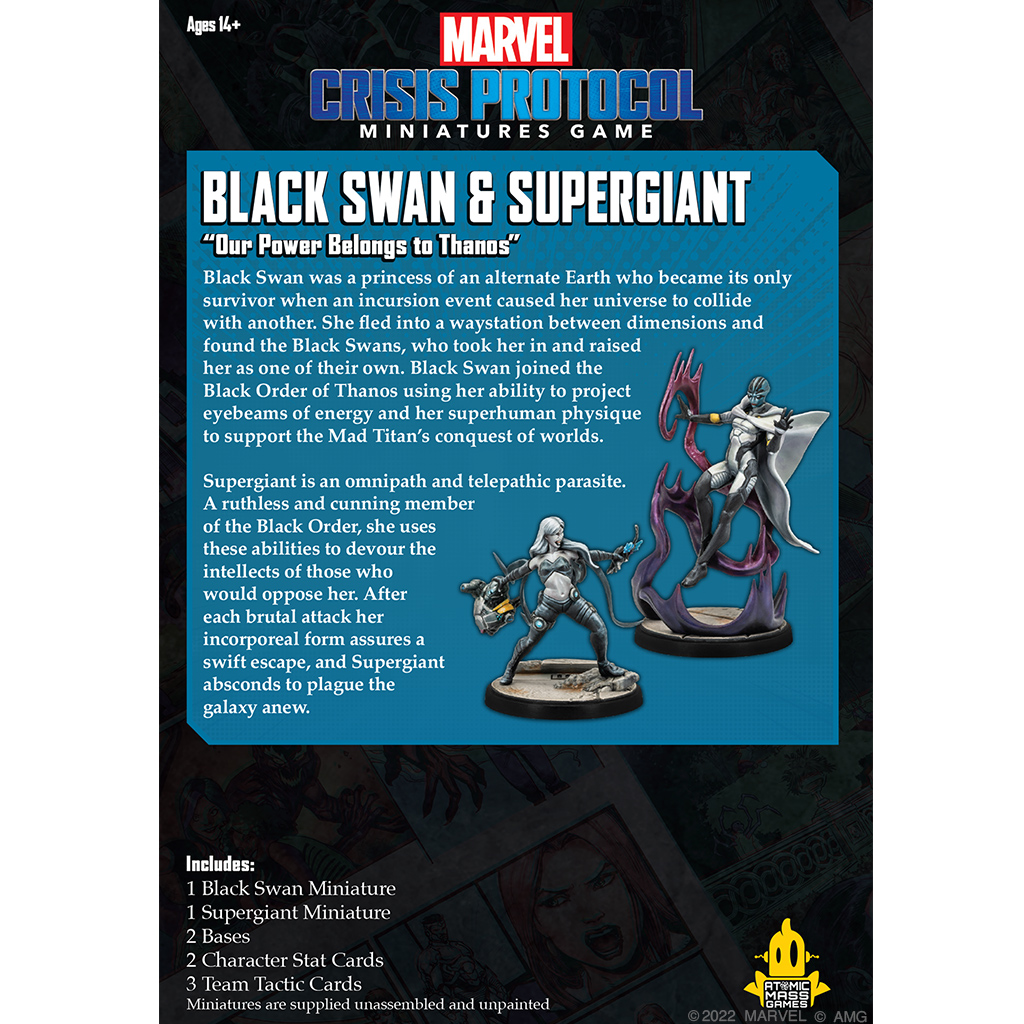 Ages 14+
MARVEL
CRISIS PROTOCOL
MINIATURES GAME
BLACK SWAN & SUPERGIANT
“Our Power Belongs to Thanos”
Black Swan was a princess of an alternate Earth who became its only
survivor when an incursion event caused her universe to collide
with another. She fled into a waystation between dimensions and
found the Black Swans, who took her in and raised
her as one of their own. Black Swan joined the
Black Order of Thanos using her ability to project
eyebeams of energy and her superhuman physique
to support the Mad Titan’s conquest of worlds.
Supergiant is an omnipath and telepathic parasite.
A ruthless and cunning member
of the Black Order, she uses
these abilities to devour the
intellects of those who
would oppose her. After
each brutal attack her
incorporeal form assures a
swift escape, and Supergiant
absconds to plague the
galaxy anew.
Includes:
1 Black Swan Miniature
1 Supergiant Miniature
2 Bases
2 Character Stat Cards
3 Team Tactic Cards
Miniatures are supplied unassembled and unpainted
ATOMIC
MASS
GAMES
©2022 MARVEL © AMG